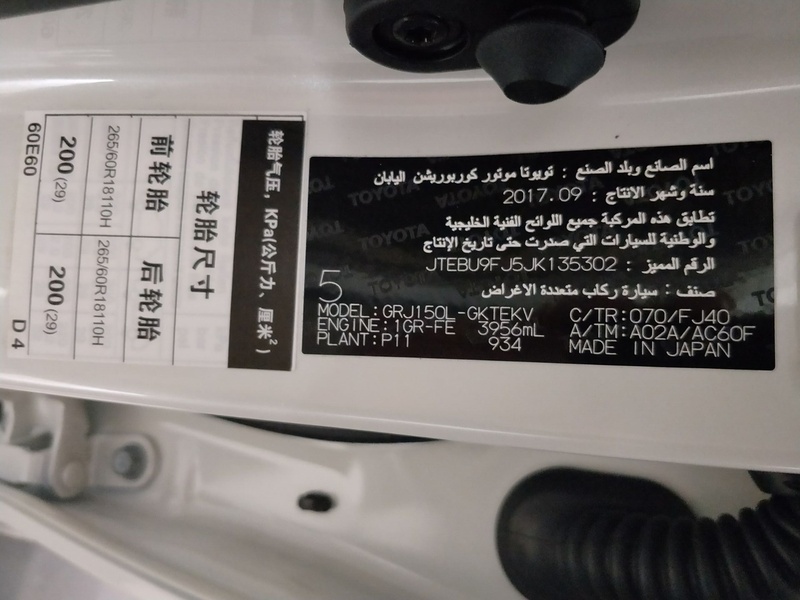 اسم الصانع وبلد الصنع : تويوتا موتور كوربوريشن اليابان
سنة وشهر الإنتاج : 2017.09
تطابق هذه المركبة جميع اللوائح الفنية الخليجية
والوطنية للسيارات التي صدرت حتى تاريخ الإنتاج
الرقم المميز : JTEBU9FJ5JK135302
صنف : سيارة ركاب متعددة الاغراض
5
MODEL:GRJ150L-GKTEKV C/TR:070/FJ40
ENGINE:1GR-FE 3956mL A/TM:A02A/AC60F
PLANT:P11 934 MADE IN JAPAN
轮胎气压，KPa(公斤力、厘米²)
轮胎尺寸
前轮胎 后轮胎
265/60R18110H 265/60R18110H
200 (29) 200 (29)
60E60 D4
TOYOTA
TOYOTA
TOYOTA